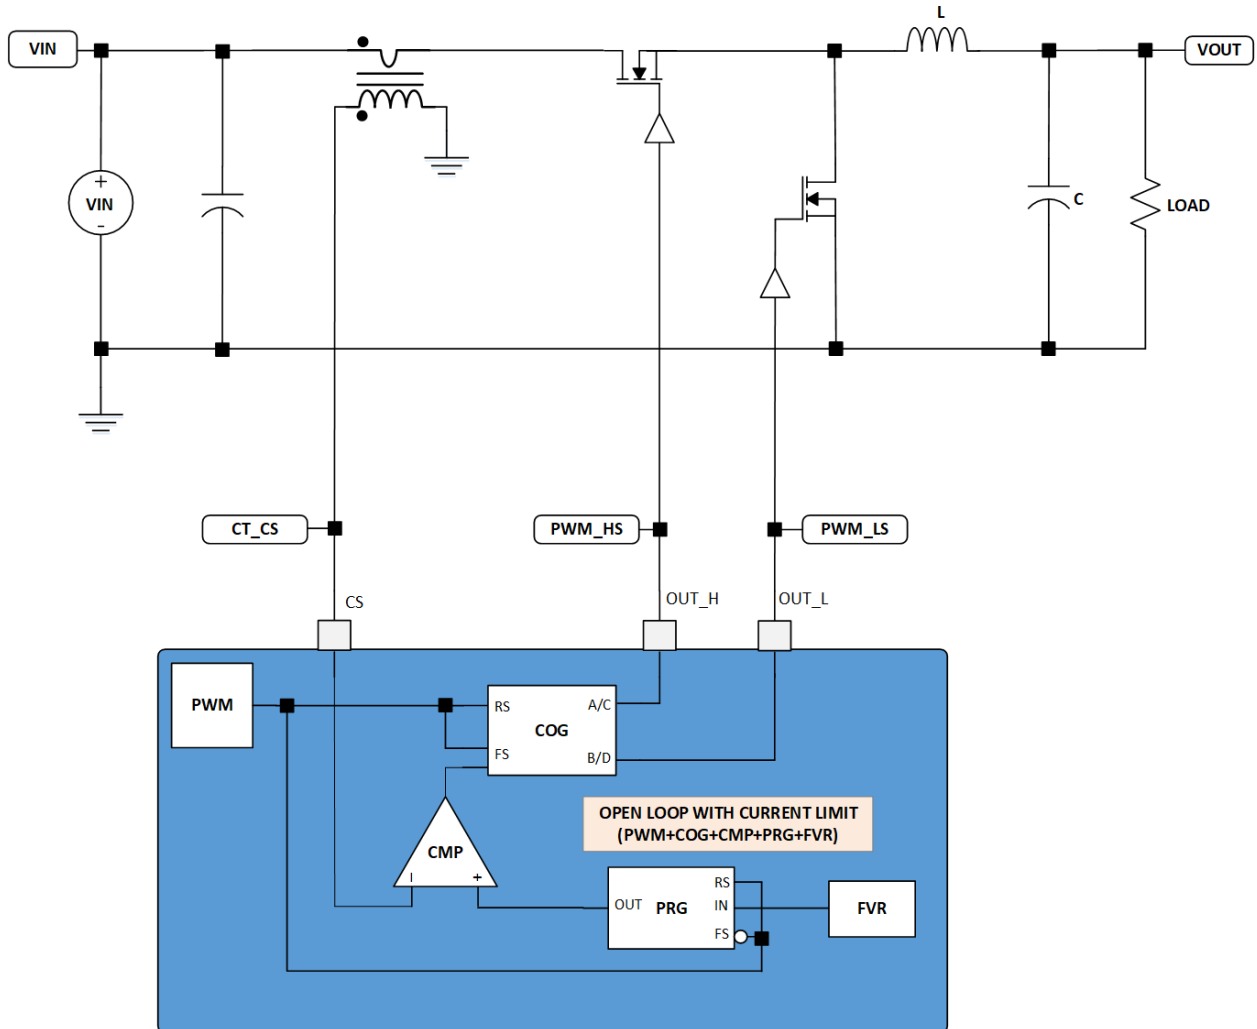 L
VIN
VOUT
+
VIN
-
C
LOAD
CT_CS
PWM_HS
PWM_LS
CS
OUT_H
OUT_L
PWM
RS
A/C
COG
FS
B/D
OPEN LOOP WITH CURRENT LIMIT
(PWM+COG+CMP+PRG+FVR)
CMP
- +
RS
OUT
PRG
IN
FVR
FS